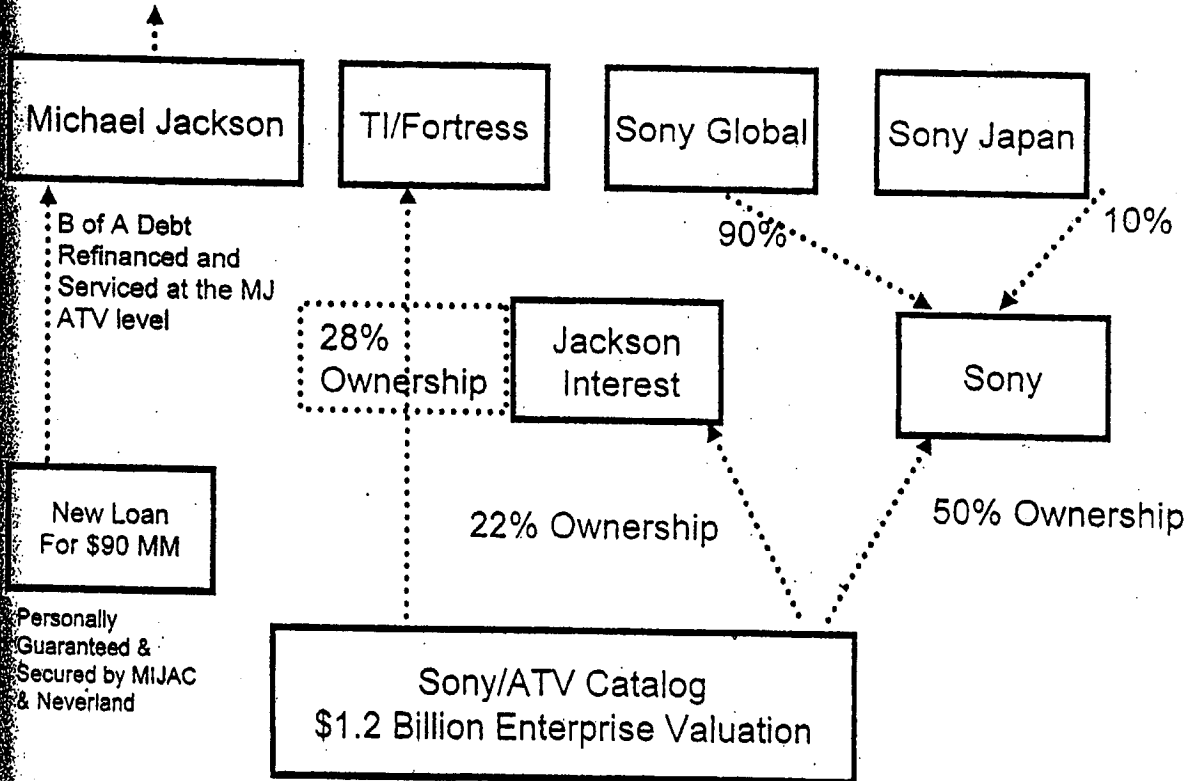 Michael Jackson
TI/Fortress
Sony Global
Sony Japan
B of A Debt
Refinanced and
Serviced at the MJ
ATV level
90%
10%
28%
Ownership
Jackson
Interest
Sony
New Loan
For $90 MM
22% Ownership
50% Ownership
Personally
Guaranteed &
Secured by MIJAC
& Neverland
Sony/ATV Catalog
$1.2 Billion Enterprise Valuation